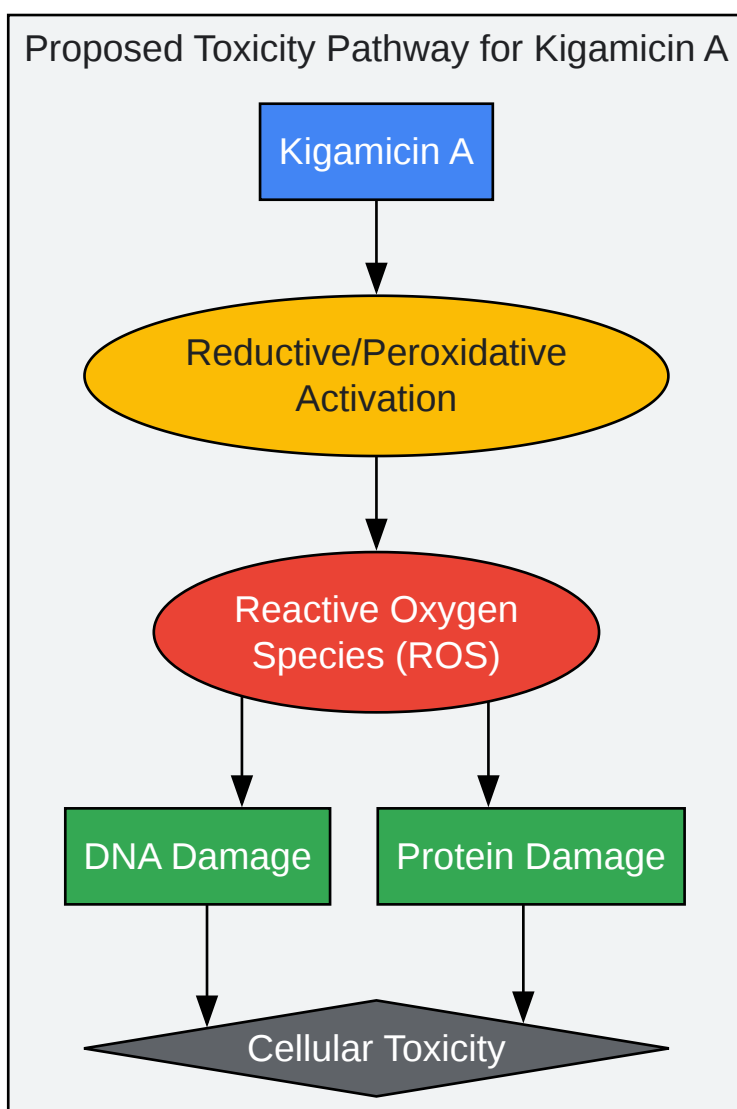 Proposed Toxicity Pathway for Kigamicin A
Kigamicin A
Reductive/Peroxidative
Activation
Reactive Oxygen
Species (ROS)
DNA Damage
Protein Damage
Cellular Toxicity